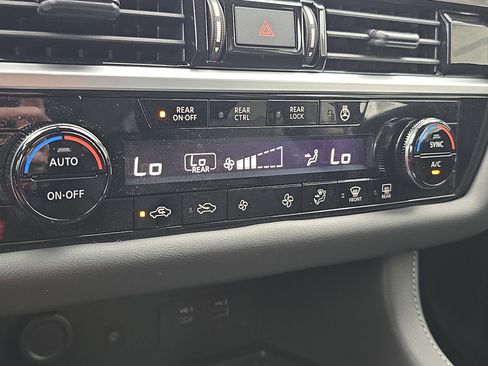 REAR ON·OFF
REAR CTRL
REAR LOCK
AUTO
ON·OFF
Lo
Lo
REAR
Lo
SYNC
A/C
FRONT
REAR